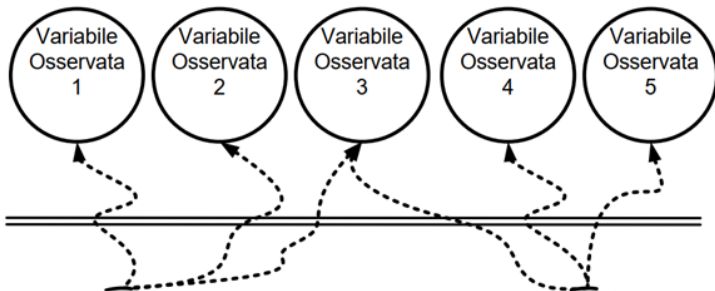 Variabile
Osservata
1
Variabile
Osservata
2
Variabile
Osservata
3
Variabile
Osservata
4
Variabile
Osservata
5